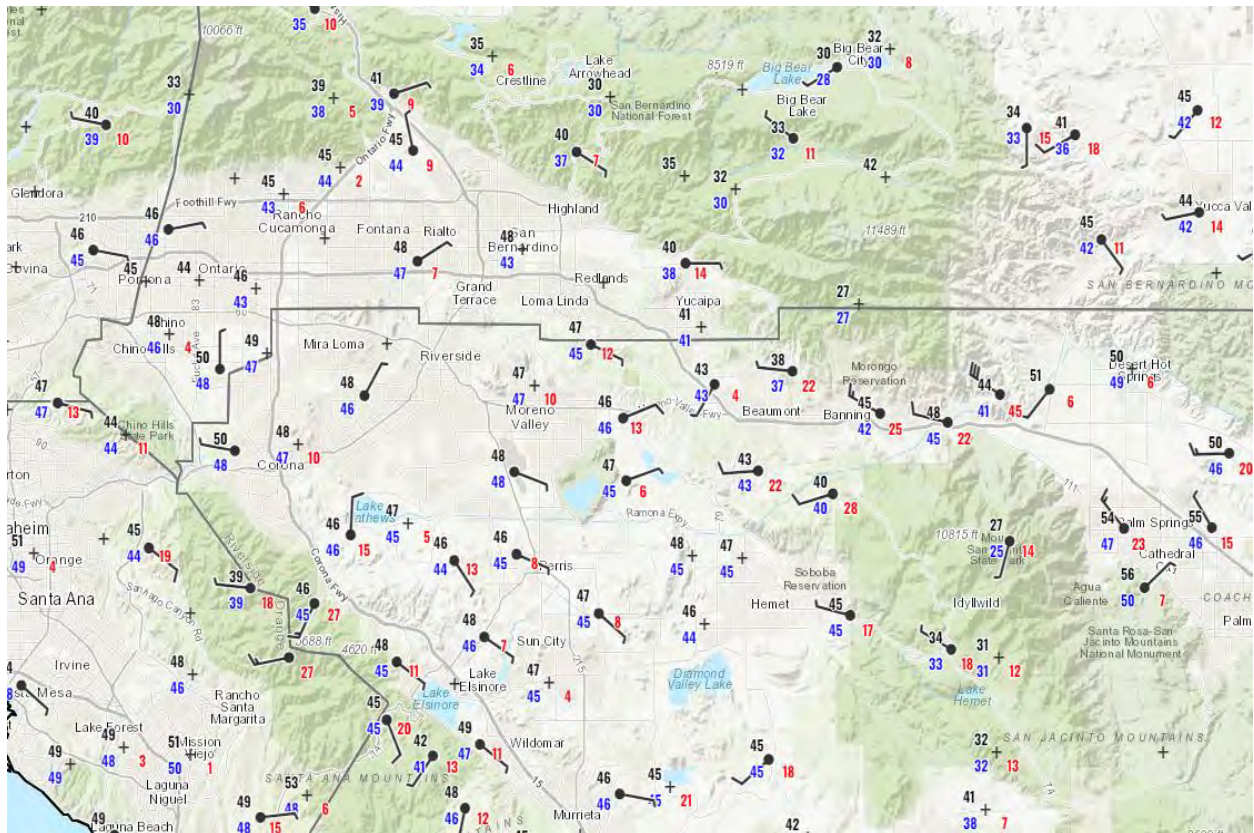 35
10
10066 ft
35
34
6
Crestline
Lake
Arrowhead
8519 ft
Big Bear
Lake
30
28
Big Bear
City
32
30
8
33
30
39
38
5
41
39
9
30
30
San Bernardino
National Forest
Big Bear
Lake
33
32
11
34
33
15
41
36
18
45
42
12
40
39
10
45
44
9
40
37
7
Ontario Fwy
45
44
2
35
32
30
42
Glendora
210
Foothill Fwy
45
43
6
Rancho
Cucamonga
Fontana
Rialto
Highland
San
Bernardino
44
42
14
Yucca Val
46
46
46
45
48
47
7
48
43
11489 ft
45
42
11
40
38
14
Covina
Pomona
45
44
Ontario
46
43
71
83
60
Grand
Terrace
Redlands
Loma Linda
Yucaipa
41
41
27
27
SAN BERNARDINO MO
48
46
4
Chino
Chino Hills
50
48
49
47
Mira Loma
Riverside
47
45
12
43
43
4
38
37
22
Morongo
Reservation
50
49
6
Desert Hot
Springs
44
41
45
51
6
47
47
13
48
46
47
47
10
Moreno
Valley
46
46
13
Beaumont
Banning
45
42
25
48
45
22
44
44
11
Chino Hills
State Park
90
50
48
48
47
10
Corona
48
48
47
45
6
43
43
22
40
40
28
50
46
20
111
Lake
Mathews
46
46
15
47
45
5
Ramona Expy
79
10815 ft
54
47
23
Palm Springs
55
46
15
Cathedral
City
51
49
4
Orange
45
44
19
Riverside
Orange
Corona Fwy
46
44
13
46
45
8
Perris
48
45
47
45
Soboba
Reservation
27
25
14
State Park
Santa Ana
Santiago Canyon Rd
39
39
18
46
45
27
47
45
8
46
44
Hemet
45
45
17
Idyllwild
Agua
Caliente
56
50
7
COACH
Palm
5688 ft
4620 ft
48
46
7
Sun City
215
34
33
18
31
31
12
Santa Rosa-San
Jacinto Mountains
National Monument
Irvine
48
46
27
48
45
11
Lake
Elsinore
Lake
Elsinore
47
45
4
Diamond
Valley Lake
Lake
Hemet
Rancho
Santa
Margarita
Lake Forest
49
48
3
51
50
1
Mission
Viejo
45
45
20
74
42
41
13
49
47
11
Wildomar
45
45
18
SAN JACINTO MOUNTAINS
32
32
13
49
49
Laguna
Niguel
SANTA ANA MOUNTAINS
53
48
6
15
46
46
45
45
21
74
49
Laguna Beach
49
48
15
48
46
12
Murrieta
42
41
38
7